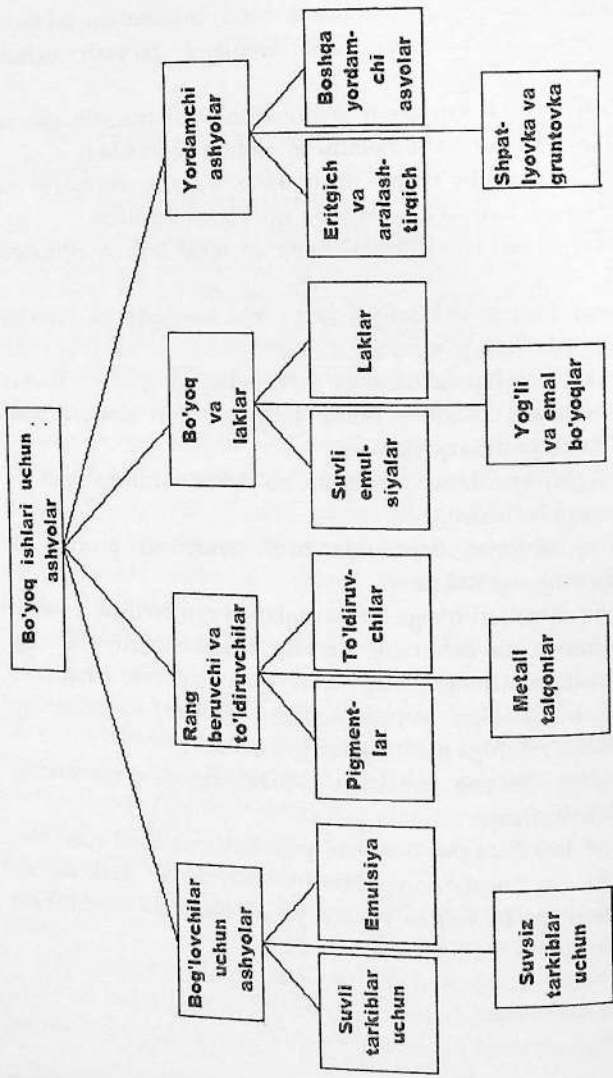 Bo'yoq ishlari uchun
ashyolar
Bog'lovchilar
uchun
ashyolar
Rang
beruvchi va
to'ldiruvchilar
Bo'yoq
va
laklar
Yordamchi
ashyolar
Suvli
tarkiblar
uchun
Emulsiya
Pigment-
lar
To'ldiruv-
chilar
Suvli
emul-
siyalar
Laklar
Eritgich
va
aralash-
tirqich
Boshqa
yordam-
chi
asvolar
Suvsiz
tarkiblar
uchun
Metall
talqonlar
Yog'li
va emal
bo'yoqlar
Shpat-
lyovka va
gruntovka